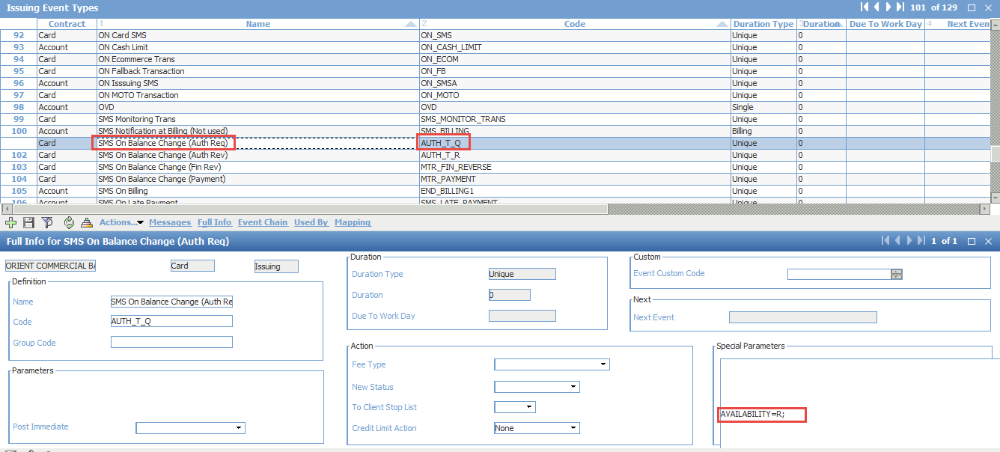 Issuing Event Types 101 of 129
Contract 1 Name 2 Code Duration Type 3 Duration Due To Work Day 4 Next Even
92 Card ON Card SMS ON_SMS Unique 0
93 Account ON Cash Limit ON_CASH_LIMIT Unique 0
94 Card ON Ecommerce Trans ON_ECOM Unique 0
95 Card ON Fallback Transaction ON_FB Unique 0
96 Account ON Isssuing SMS ON_SMSA Unique 0
97 Card ON MOTO Transaction ON_MOTO Unique 0
98 Account OVD OVD Single 0
99 Card SMS Monitoring Trans SMS_MONITOR_TRANS Unique 0
100 Account SMS Notification at Billing (Not used) SMS_BILLING Billing 0
Card SMS On Balance Change (Auth Req) AUTH_T_Q Unique 0
102 Card SMS On Balance Change (Auth Rev) AUTH_T_R Unique 0
103 Card SMS On Balance Change (Fin Rev) MTR_FIN_REVERSE Unique 0
104 Card SMS On Balance Change (Payment) MTR_PAYMENT Unique 0
105 Account SMS On Billing END_BILLING1 Unique 0
106 Account SMS On Late Payment SMS_LATE_PAYMENT Unique 0
Actions... Messages Full Info Event Chain Used By Mapping
Full Info for SMS On Balance Change (Auth Req) 1 of 1
ORIENT COMMERCIAL BA Card Issuing
Definition
Name SMS On Balance Change (Auth Re
Code AUTH_T_Q
Group Code
Parameters
Post Immediate
Duration
Duration Type Unique
Duration 0
Due To Work Day
Action
Fee Type
New Status
To Client Stop List
Credit Limit Action None
Custom
Event Custom Code
Next
Next Event
Special Parameters
AVAILABILITY=R;